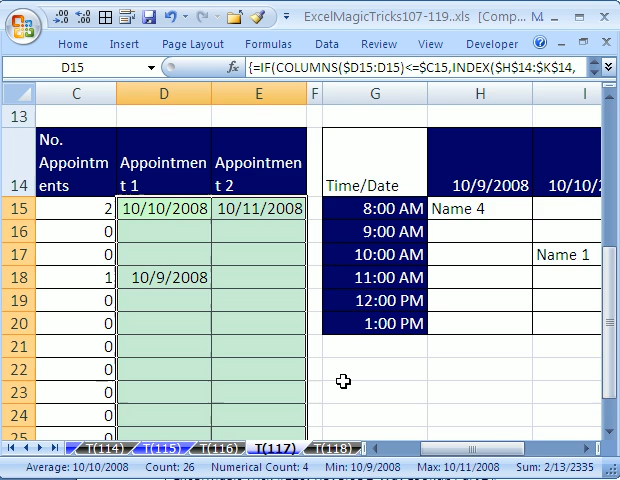 ExcelMagicTricks107-119..xls [Comp...
Home Insert Page Layout Formulas Data Review View Developer
D15 fx {=IF(COLUMNS($D15:D15)<=$C15,INDEX($H$14:$K$14,
C D E F G H I
13
No.
Appointm Appointmen Appointmen
14 ents t 1 t 2 Time/Date 10/9/2008 10/10/2
15 2 10/10/2008 10/11/2008 8:00 AM Name 4
16 0 9:00 AM
17 0 10:00 AM Name 1
18 1 10/9/2008 11:00 AM
19 0 12:00 PM
20 0 1:00 PM
21 0
22 0
23 0
24 0
25 0
T(114) T(115) T(116) T(117) T(118)
Average: 10/10/2008 Count: 26 Numerical Count: 4 Min: 10/9/2008 Max: 10/11/2008 Sum: 2/13/2335